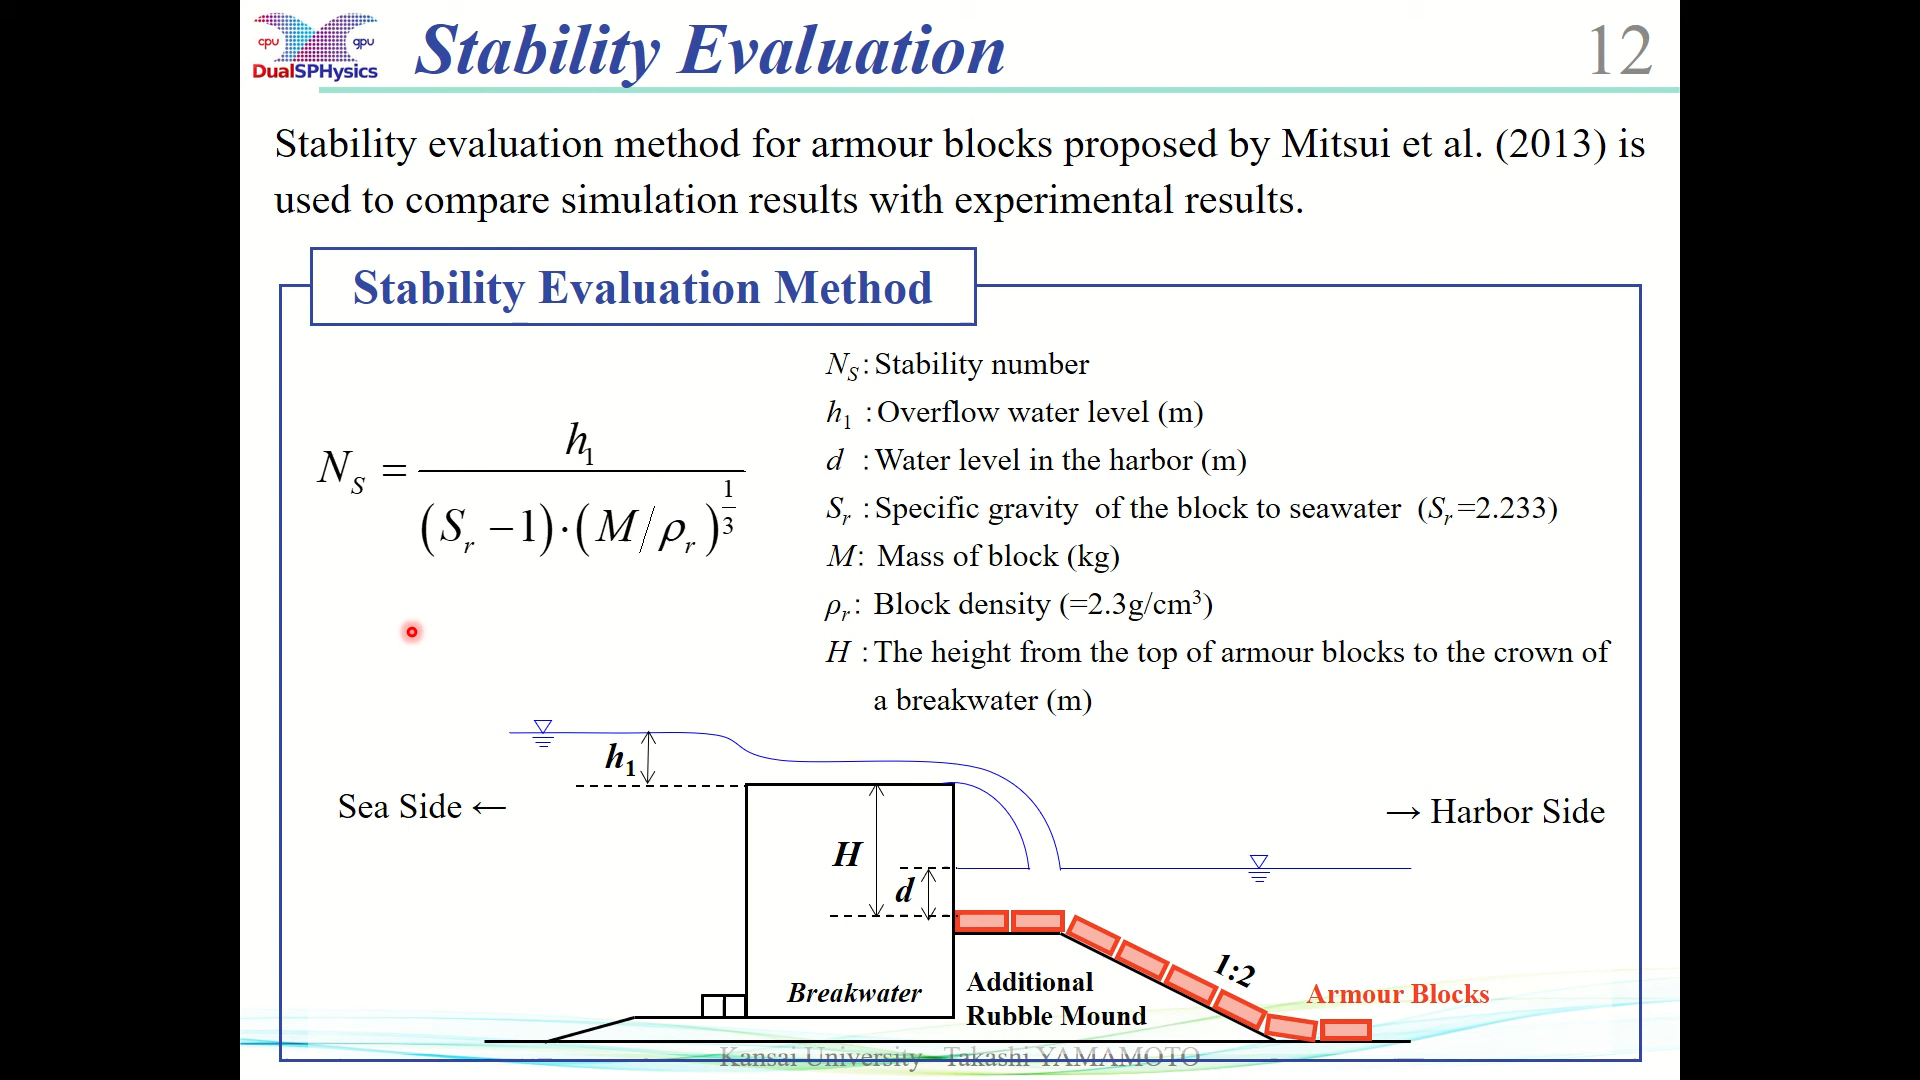 cpu gpu
DualSPHysics
Stability Evaluation
12
Stability evaluation method for armour blocks proposed by Mitsui et al. (2013) is
used to compare simulation results with experimental results.
Stability Evaluation Method
N_S = h_1 / ((S_r − 1)·(M/ρ_r)^{1/3})
N_S : Stability number
h_1 : Overflow water level (m)
d : Water level in the harbor (m)
S_r : Specific gravity of the block to seawater (S_r=2.233)
M: Mass of block (kg)
ρ_r: Block density (=2.3g/cm³)
H : The height from the top of armour blocks to the crown of
a breakwater (m)
h_1
Sea Side ←
→ Harbor Side
H
d
1:2
Breakwater
Additional
Rubble Mound
Armour Blocks
Kansai University Takashi YAMAMOTO